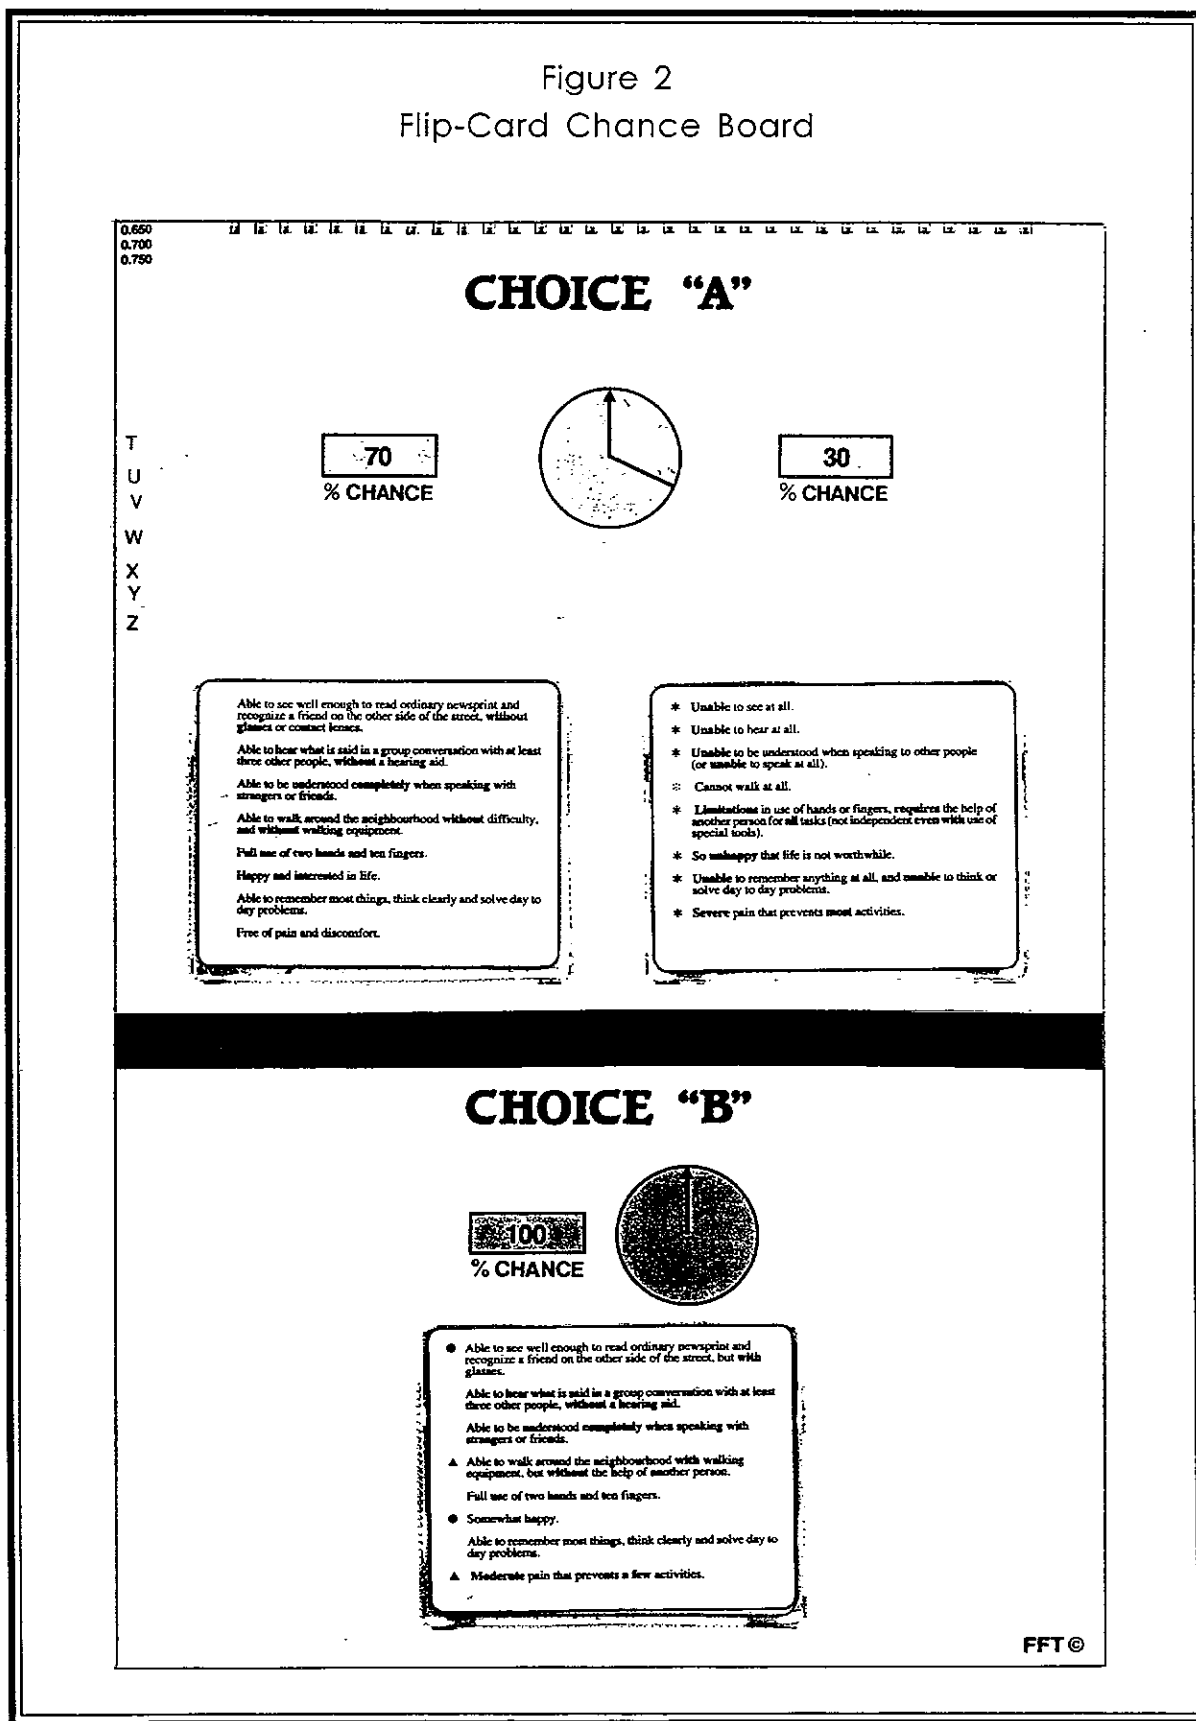 Figure 2
Flip-Card Chance Board
0.650
0.700
0.750
CHOICE "A"
T
U
V
W
X
Y
Z
70
% CHANCE
30
% CHANCE
Able to see well enough to read ordinary newsprint and
recognize a friend on the other side of the street, without
glasses or contact lenses.
Able to hear what is said in a group conversation with at least
three other people, without a hearing aid.
Able to be understood completely when speaking with
strangers or friends.
Able to walk around the neighbourhood without difficulty,
and without walking equipment.
Full use of two hands and ten fingers.
Happy and interested in life.
Able to remember most things, think clearly and solve day to
day problems.
Free of pain and discomfort.
* Unable to see at all.
* Unable to hear at all.
* Unable to be understood when speaking to other people
(or unable to speak at all).
* Cannot walk at all.
* Limitations in use of hands or fingers, requires the help of
another person for all tasks (not independent even with use of
special tools).
* So unhappy that life is not worthwhile.
* Unable to remember anything at all, and unable to think or
solve day to day problems.
* Severe pain that prevents most activities.
CHOICE "B"
100
% CHANCE
● Able to see well enough to read ordinary newsprint and
recognize a friend on the other side of the street, but with
glasses.
Able to hear what is said in a group conversation with at least
three other people, without a hearing aid.
Able to be understood completely when speaking with
strangers or friends.
▲ Able to walk around the neighbourhood with walking
equipment, but without the help of another person.
Full use of two hands and ten fingers.
● Somewhat happy.
Able to remember most things, think clearly and solve day to
day problems.
▲ Moderate pain that prevents a few activities.
FFT ©